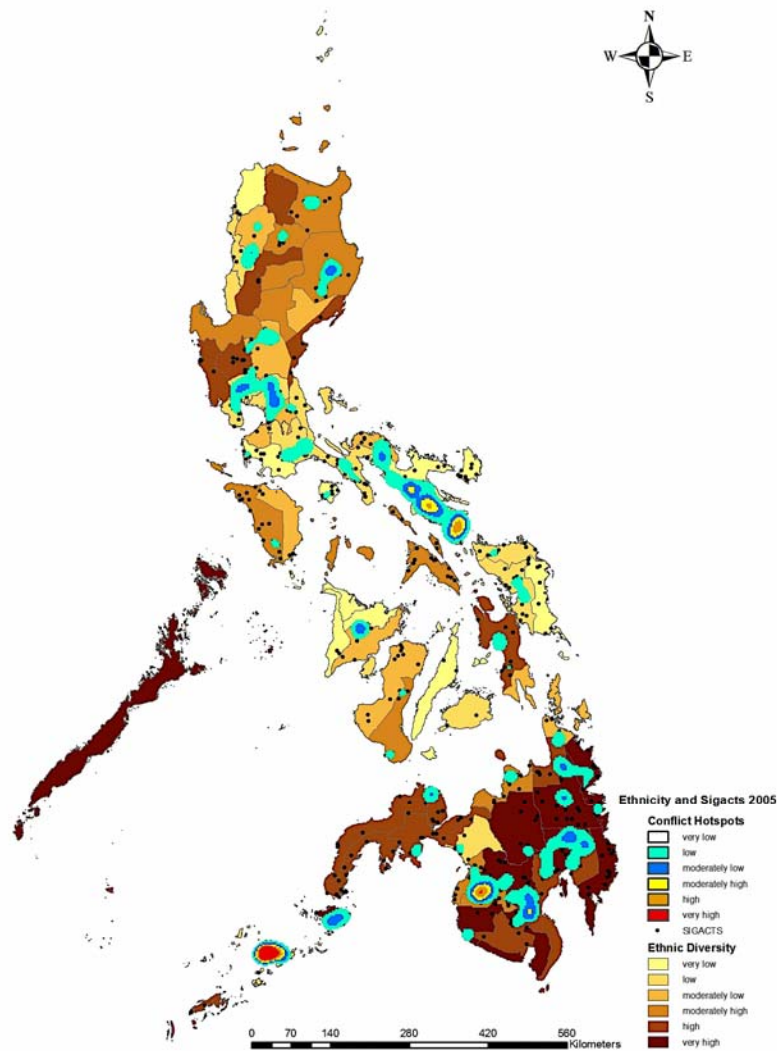 N
W E
S
Ethnicity and Sigacts 2005
Conflict Hotspots
very low
low
moderately low
moderately high
high
very high
SIGACTS
Ethnic Diversity
very low
low
moderately low
moderately high
high
very high
0 70 140 280 420 560
Kilometers